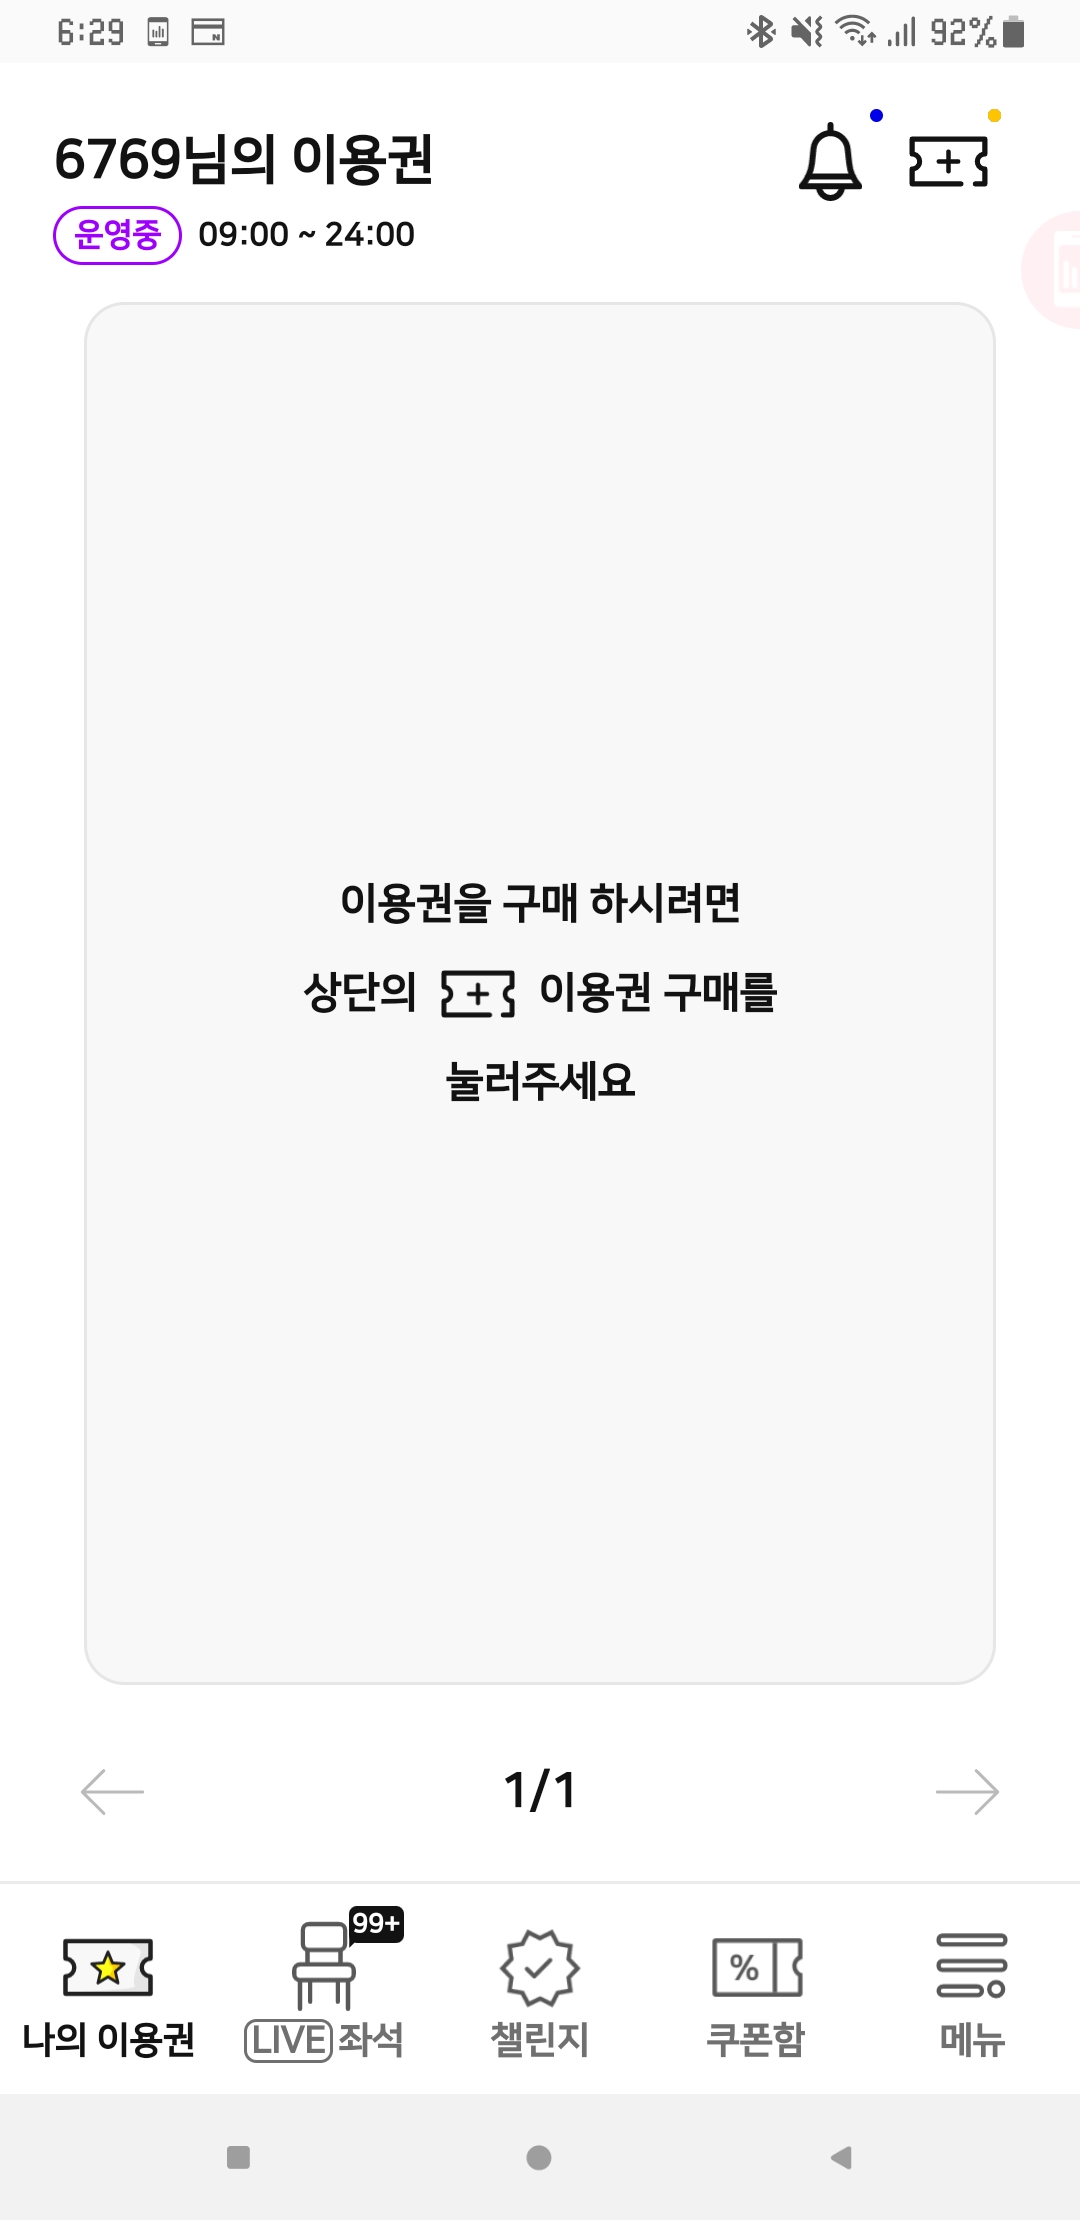 6:29
92%
6769님의 이용권
운영중 09:00 ~ 24:00
이용권을 구매 하시려면
상단의 이용권 구매를
눌러주세요
1/1
99+
%
나의 이용권
LIVE 좌석
챌린지
쿠폰함
메뉴